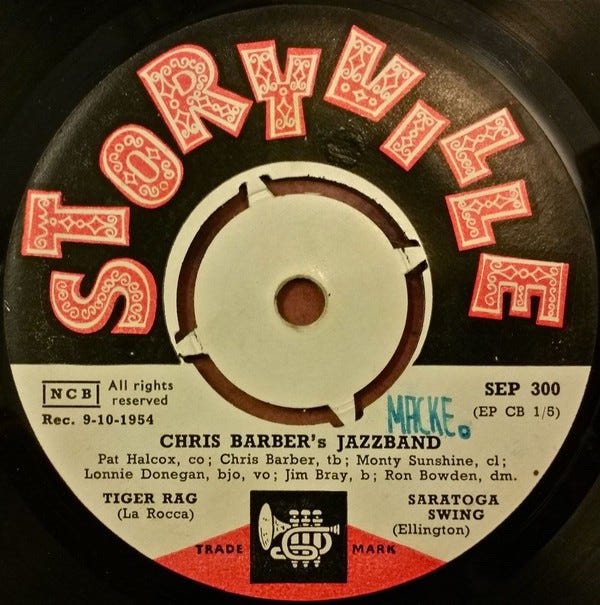 STORYVILLE
NCB All rights reserved
Rec. 9-10-1954
SEP 300
(EP CB 1/5)
MACKE.
CHRIS BARBER's JAZZBAND
Pat Halcox, co; Chris Barber, tb; Monty Sunshine, cl;
Lonnie Donegan, bjo, vo; Jim Bray, b; Ron Bowden, dm.
TIGER RAG
(La Rocca)
SARATOGA
SWING
(Ellington)
TRADE MARK